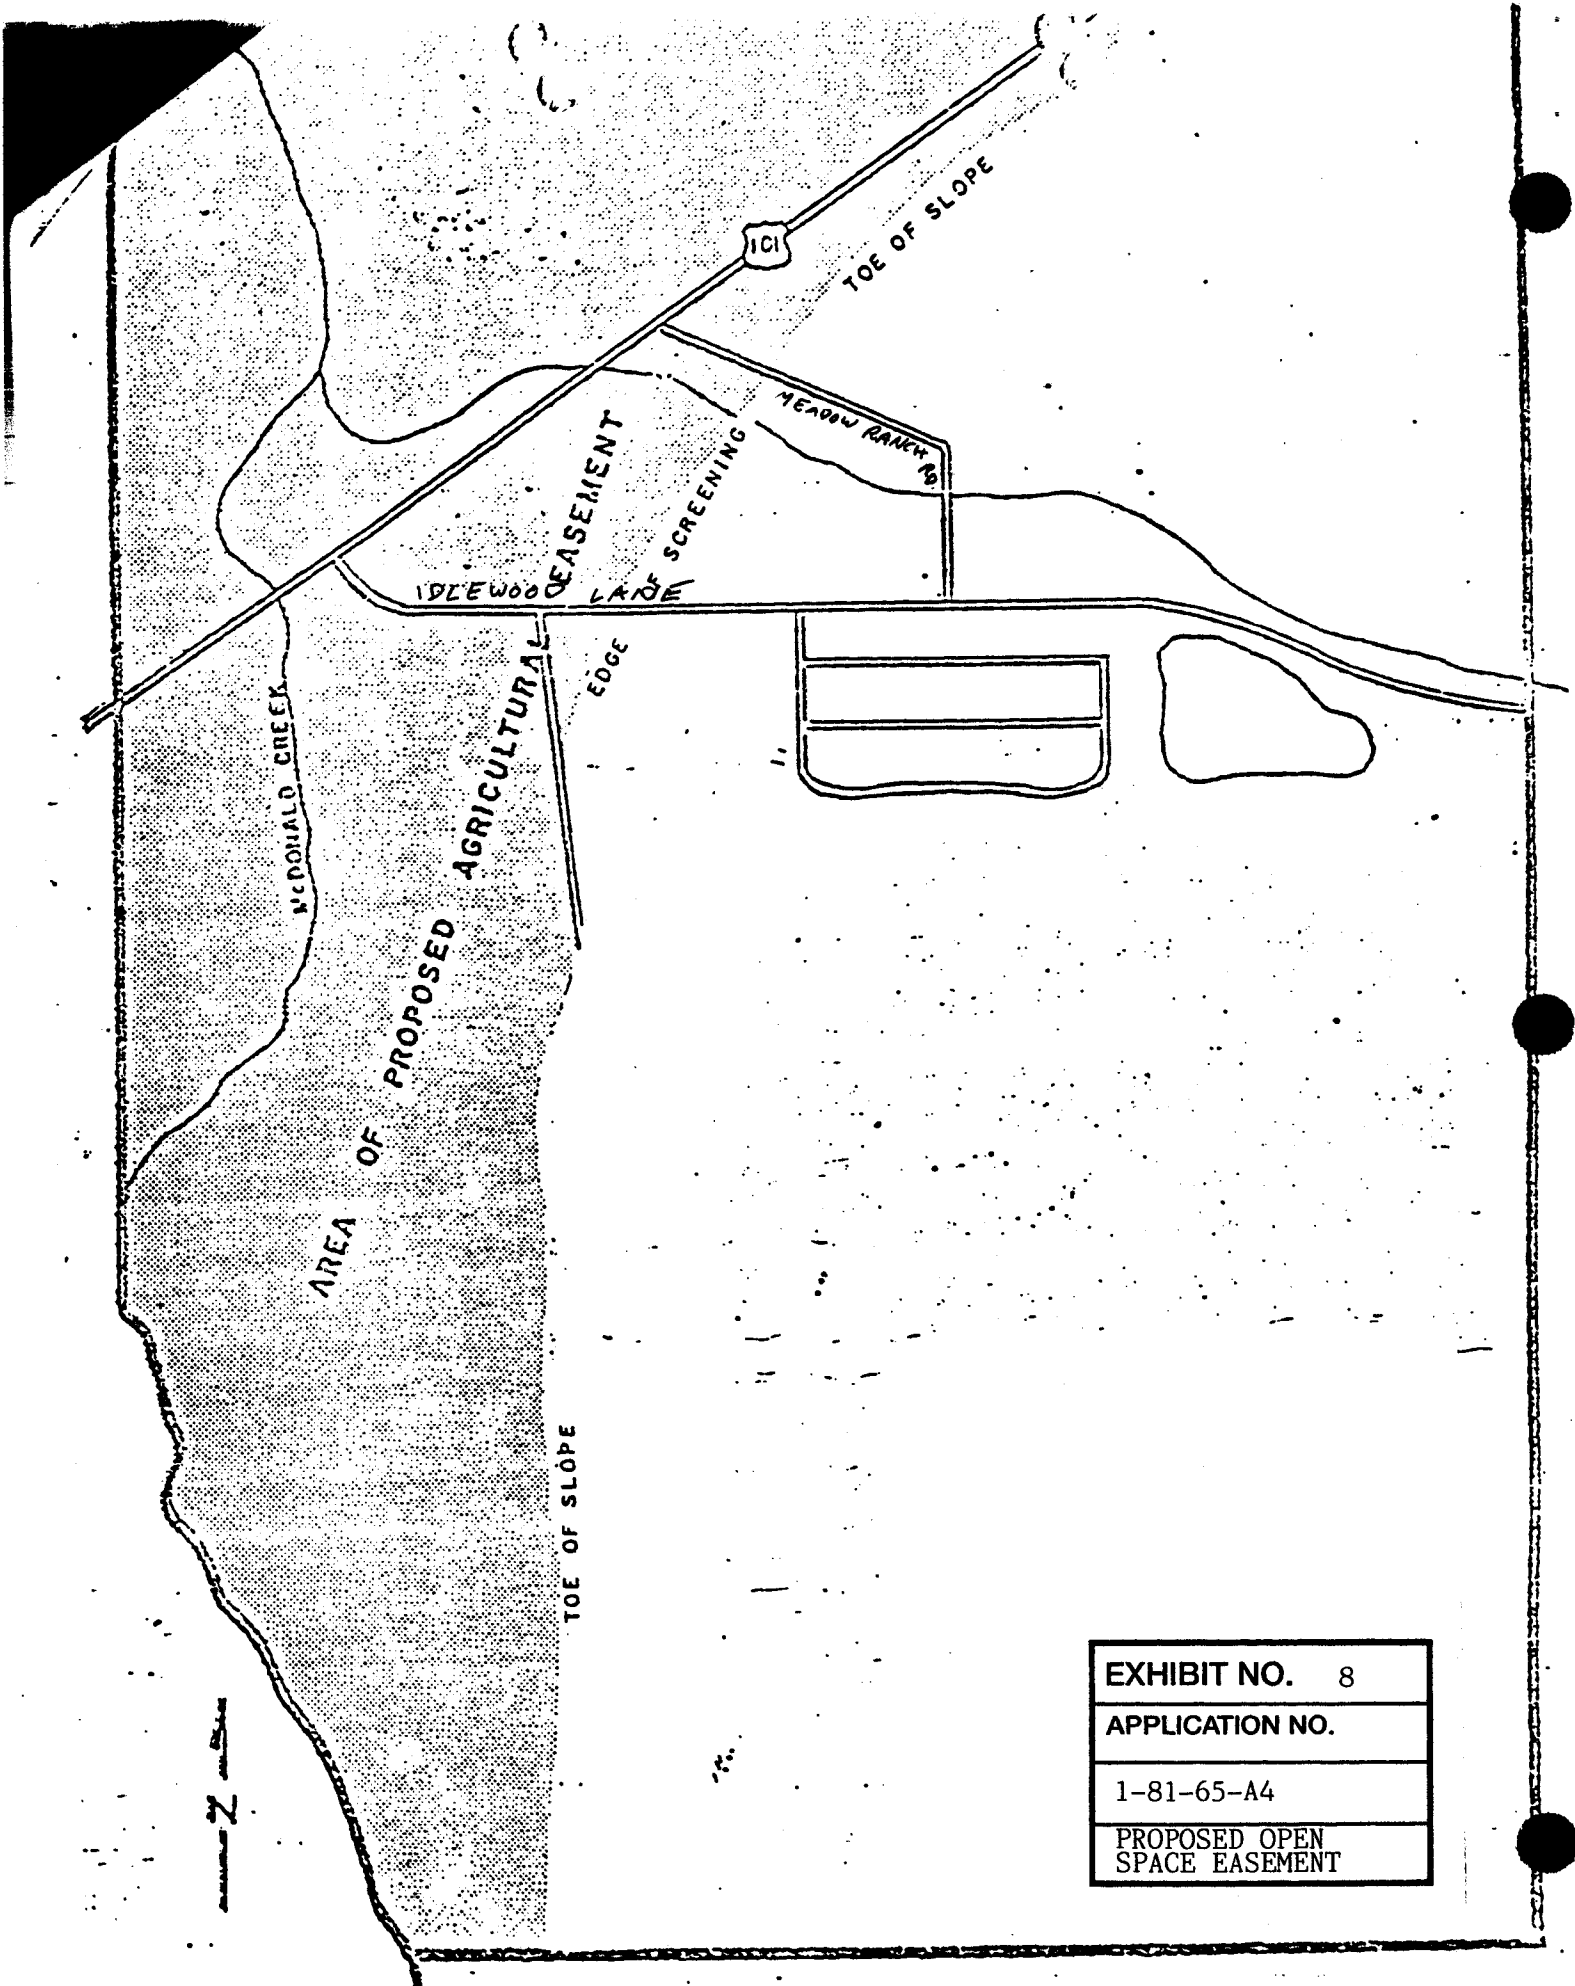 101
TOE OF SLOPE
MEADOW RANCH RD.
EDGE OF SCREENING
IDLEWOOD LANE
McDONALD CREEK
AREA OF PROPOSED AGRICULTURAL EASEMENT
TOE OF SLOPE
N
EXHIBIT NO. 8
APPLICATION NO.
1-81-65-A4
PROPOSED OPEN
SPACE EASEMENT